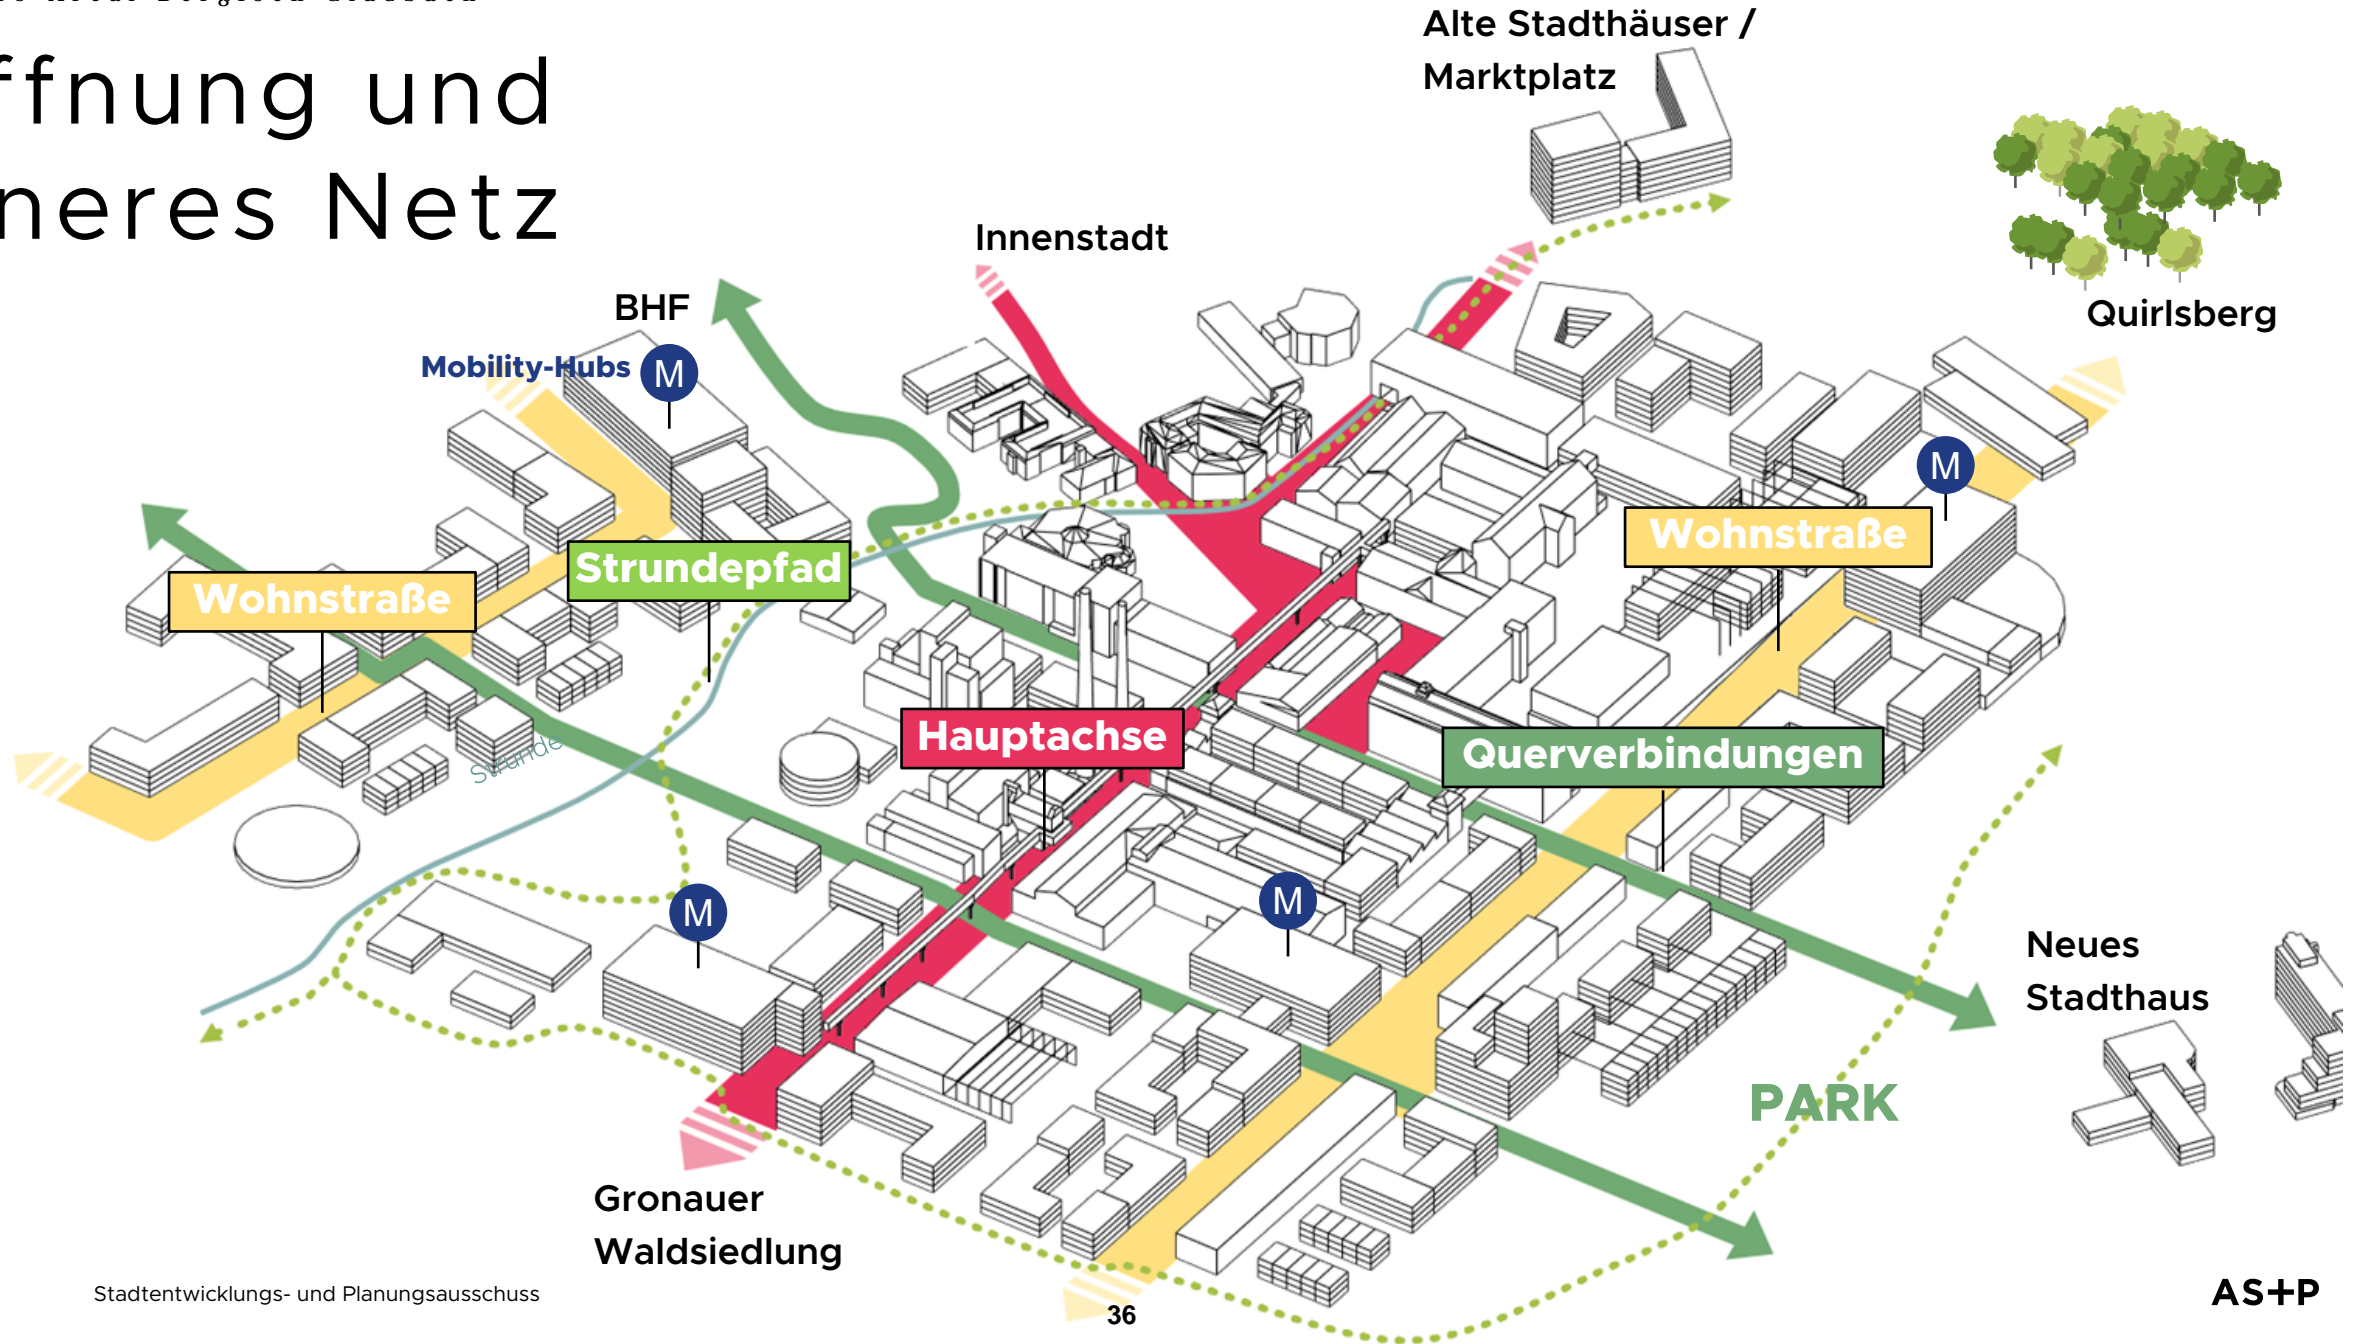 ffnung und
neres Netz
Alte Stadthäuser /
Marktplatz
Innenstadt
BHF
Mobility-Hubs
M
Quirlsberg
M
Wohnstraße
Strundepfad
Wohnstraße
Hauptachse
Querverbindungen
Strunde
M
M
Neues
Stadthaus
PARK
Gronauer
Waldsiedlung
Stadtentwicklungs- und Planungsausschuss
36
AS+P